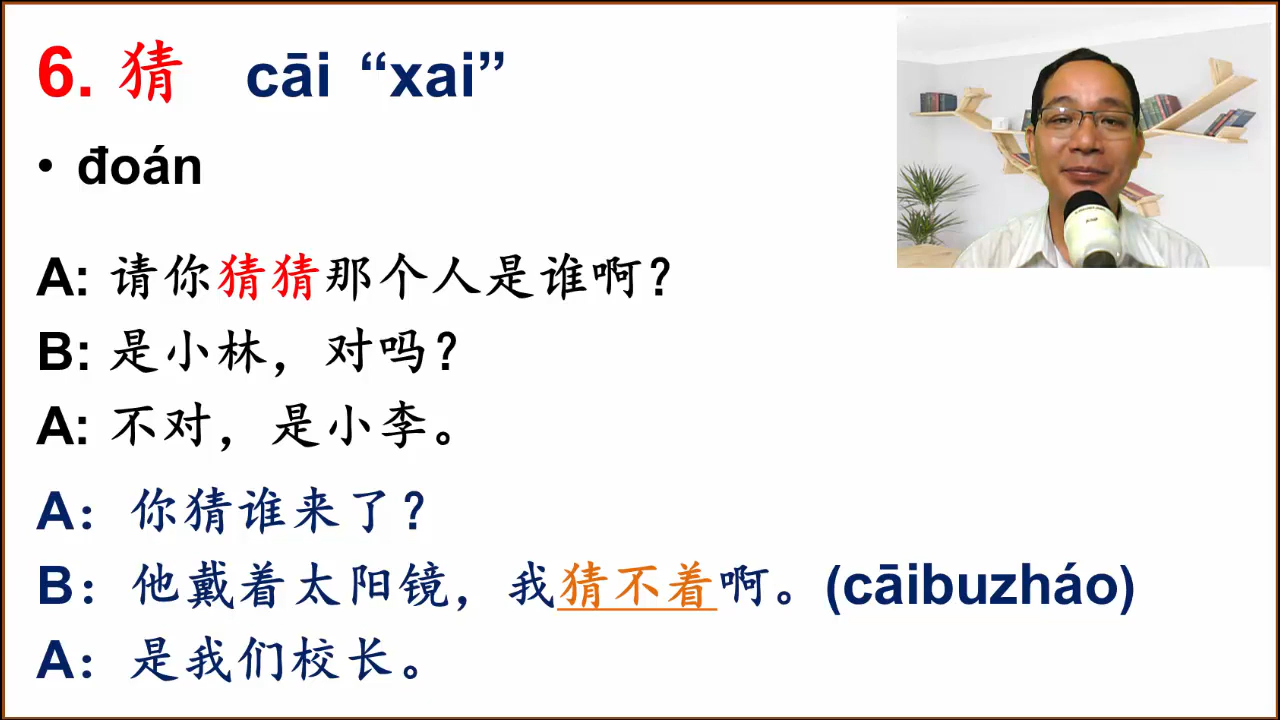 6. 猜 cāi “xai”
• đoán
A: 请你猜猜那个人是谁啊？
B: 是小林，对吗？
A: 不对，是小李。
A：你猜谁来了？
B：他戴着太阳镜，我猜不着啊。(cāibuzháo)
A：是我们校长。